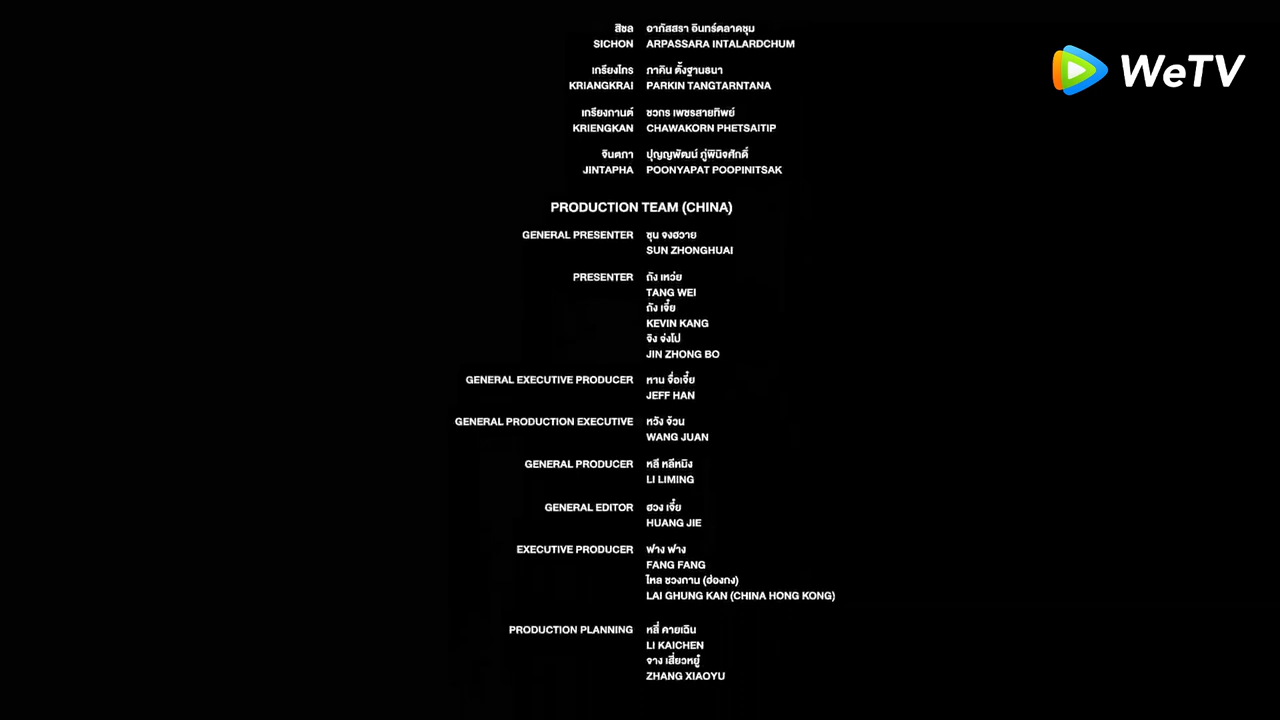 สิชล อาภัสสรา อินทร์ตลาดชุม
SICHON ARPASSARA INTALARDCHUM
เกรียงไกร ภาคิน ตั้งฐานธนา
KRIANGKRAI PARKIN TANGTARNTANA
เกรียงกานต์ ชวกร เพชรสายทิพย์
KRIENGKAN CHAWAKORN PHETSAITIP
จินตภา ปุญญพัฒน์ ภู่พินิจศักดิ์
JINTAPHA POONYAPAT POOPINITSAK
WeTV
PRODUCTION TEAM (CHINA)
GENERAL PRESENTER ซุน จงฮวาย
SUN ZHONGHUAI
PRESENTER ถัง เหว่ย
TANG WEI
ถัง เจี๋ย
KEVIN KANG
จิง จ่งโป
JIN ZHONG BO
GENERAL EXECUTIVE PRODUCER หาน จื่อเจี๋ย
JEFF HAN
GENERAL PRODUCTION EXECUTIVE หวัง จ้วน
WANG JUAN
GENERAL PRODUCER หลี หลีหมิง
LI LIMING
GENERAL EDITOR ฮวง เจี๋ย
HUANG JIE
EXECUTIVE PRODUCER ฟาง ฟาง
FANG FANG
ไหล ชวงกาน (ฮ่องกง)
LAI GHUNG KAN (CHINA HONG KONG)
PRODUCTION PLANNING หลี่ คายเฉิน
LI KAICHEN
จาง เสี่ยวหยู๋
ZHANG XIAOYU